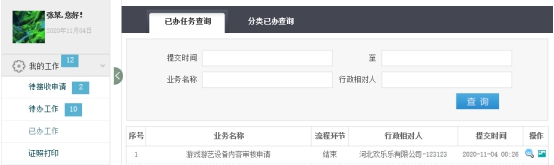 张某,您好!
2020年11月04日
我的工作 12
待接收申请 2
待办工作 10
已办工作
证照打印
已办任务查询 分类已办查询
提交时间 至
业务名称 行政相对人
查 询
序号 业务名称 流程环节 行政相对人 提交时间 操作
1 游戏游艺设备内容审核申请 结束 河北欢乐乐有限公司-123123 2020-11-04 00:26